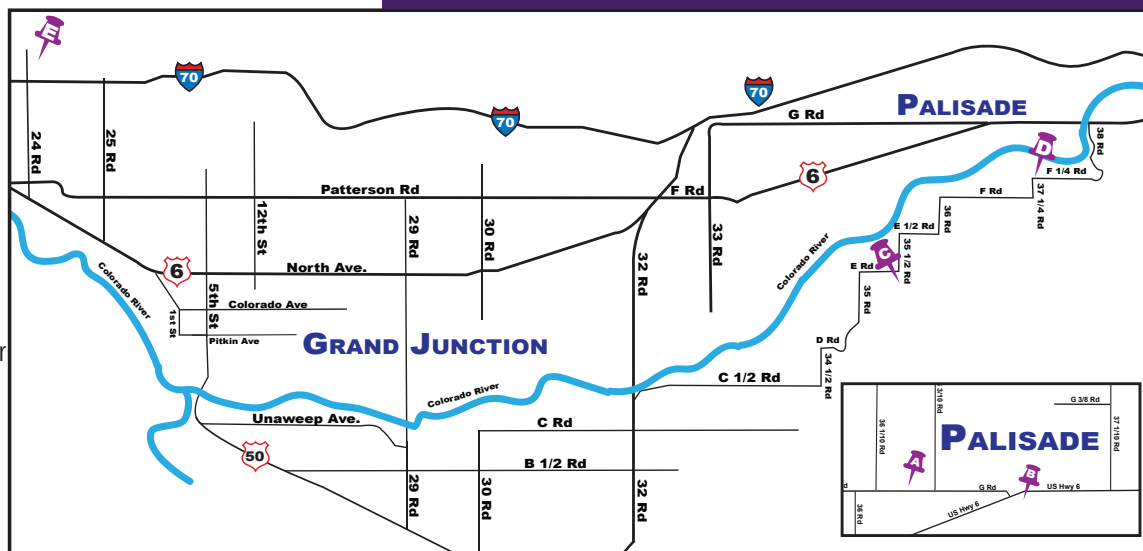 E
70
70
70
G Rd
PALISADE
24 Rd
25 Rd
38 Rd
D
F 1/4 Rd
Patterson Rd
F Rd
6
F Rd
37 1/4 Rd
12th St
29 Rd
30 Rd
33 Rd
36 Rd
E 1/2 Rd
35 1/2 Rd
C
Colorado River
6
North Ave.
32 Rd
Colorado River
E Rd
35 Rd
5th St
Colorado Ave
1st St
Pitkin Ave
GRAND JUNCTION
D Rd
34 1/2 Rd
C 1/2 Rd
Colorado River
Unaweep Ave.
C Rd
50
B 1/2 Rd
29 Rd
30 Rd
32 Rd
r
3/10 Rd
G 3/8 Rd
36 1/10 Rd
37 1/10 Rd
PALISADE
A
B
d
G Rd
US Hwy 6
36 Rd
US Hwy 6